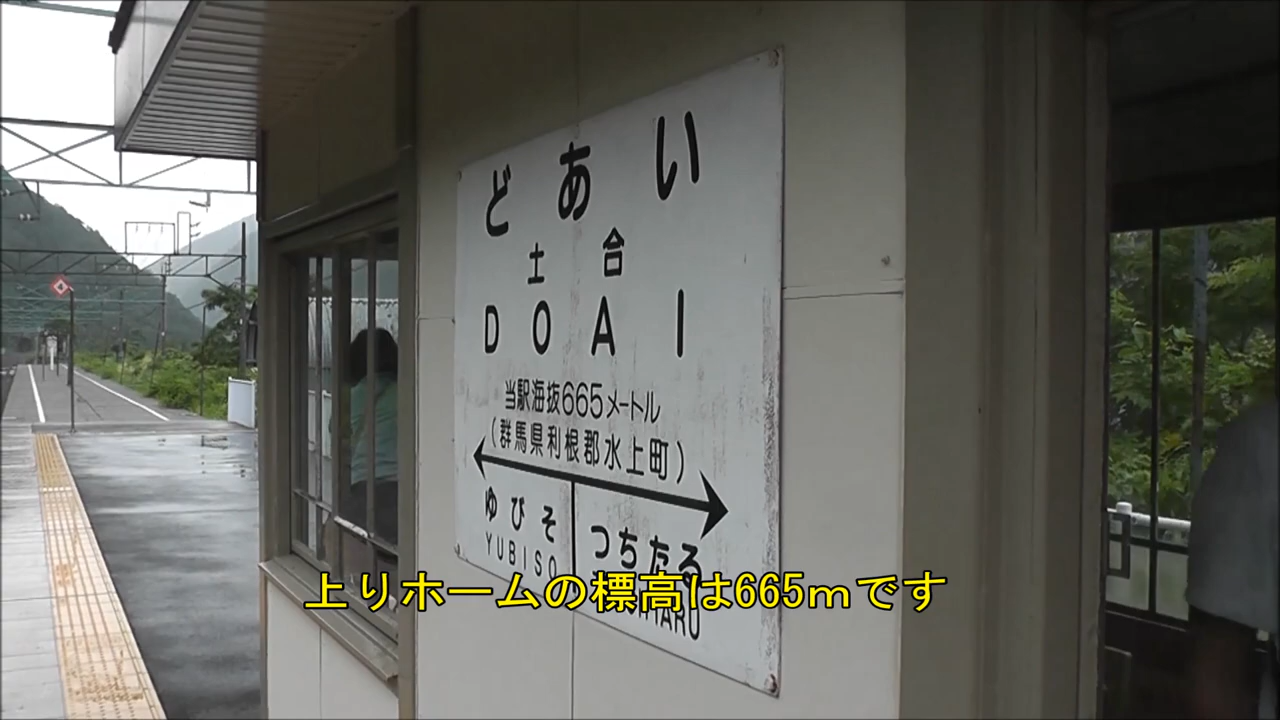 どあい
土合
DOAI
当駅海抜665メートル
(群馬県利根郡水上町)
ゆびそ
YUBISO
つちたる
上りホームの標高は665mです